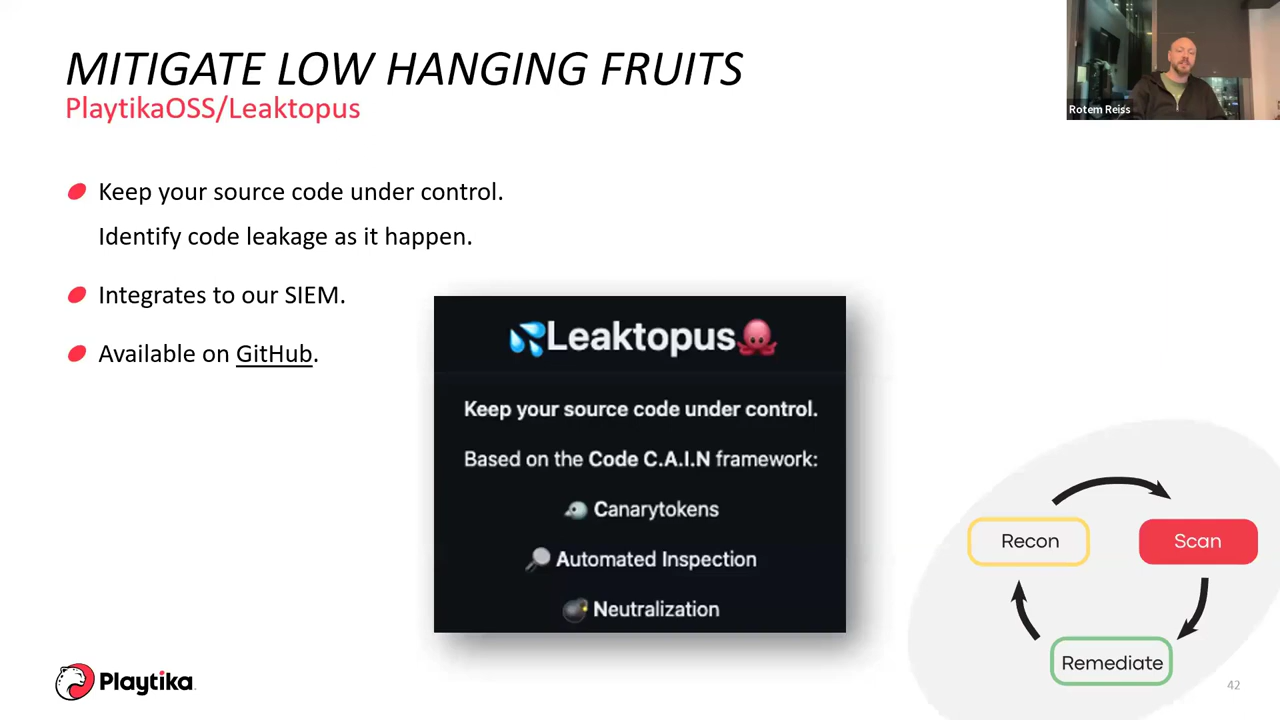 MITIGATE LOW HANGING FRUITS
PlaytikaOSS/Leaktopus
Rotem Reiss
Keep your source code under control.
Identify code leakage as it happen.
Integrates to our SIEM.
Available on GitHub.
Leaktopus
Keep your source code under control.
Based on the Code C.A.I.N framework:
Canarytokens
Automated Inspection
Neutralization
Recon
Scan
Remediate
Playtika
42